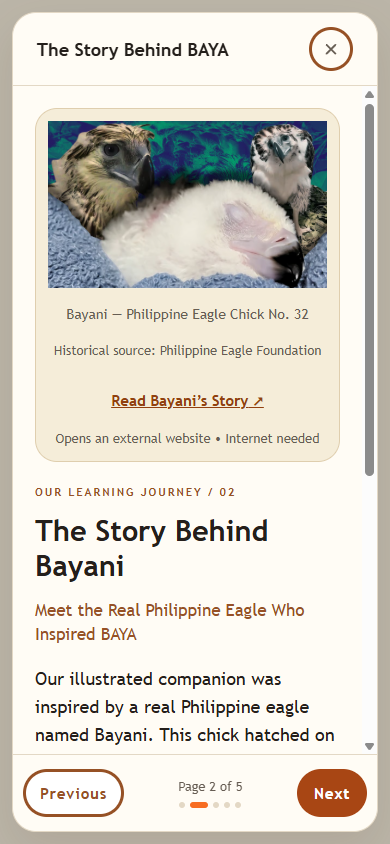 The Story Behind BAYA
Bayani — Philippine Eagle Chick No. 32
Historical source: Philippine Eagle Foundation
Read Bayani’s Story ↗
Opens an external website • Internet needed
OUR LEARNING JOURNEY / 02
The Story Behind
Bayani
Meet the Real Philippine Eagle Who
Inspired BAYA
Our illustrated companion was
inspired by a real Philippine eagle
named Bayani. This chick hatched on
Previous
Page 2 of 5
Next